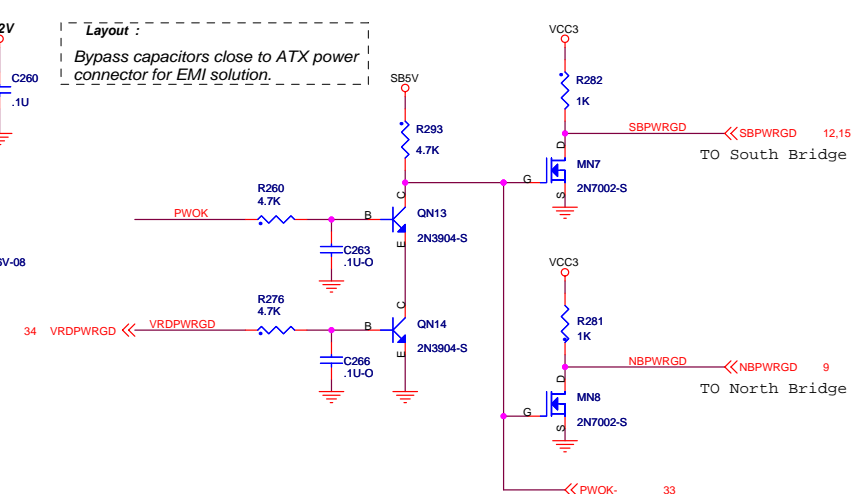 2V
Layout :
Bypass capacitors close to ATX power
connector for EMI solution.
C260
.1U
SB5V
R293
4.7K
VCC3
R282
1K
SBPWRGD
SBPWRGD 12,15
TO South Bridge
D
G
S
MN7
2N7002-S
PWOK
R260
4.7K
B
C
E
QN13
2N3904-S
C263
.1U-O
6V-08
34 VRDPWRGD
VRDPWRGD
R276
4.7K
B
C
E
QN14
2N3904-S
C266
.1U-O
VCC3
R281
1K
NBPWRGD
NBPWRGD 9
TO North Bridge
D
G
S
MN8
2N7002-S
PWOK- 33